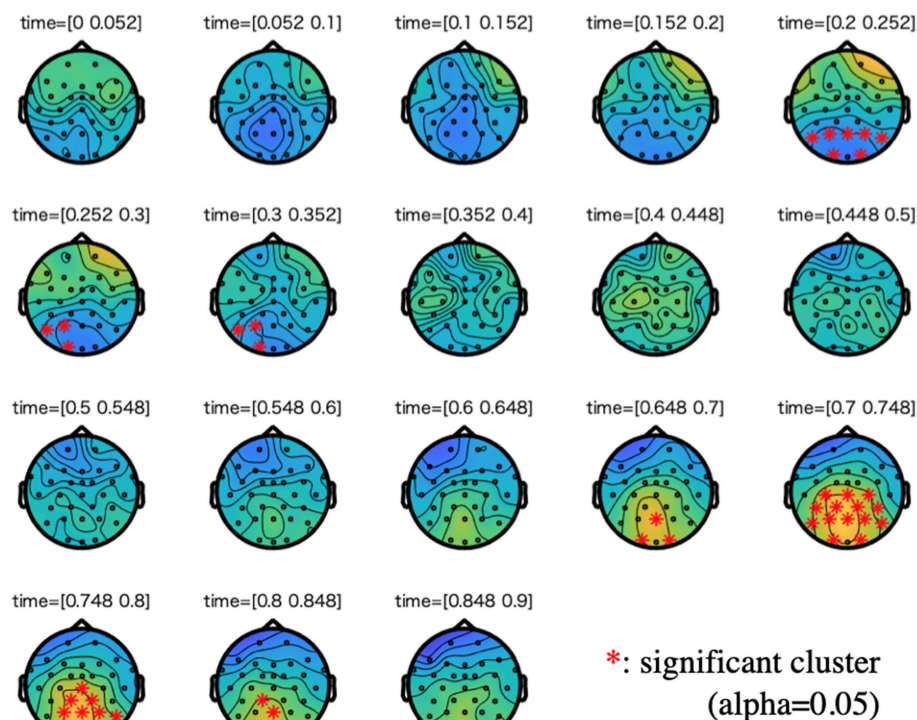 time=[0 0.052]
time=[0.052 0.1]
time=[0.1 0.152]
time=[0.152 0.2]
time=[0.2 0.252]
time=[0.252 0.3]
time=[0.3 0.352]
time=[0.352 0.4]
time=[0.4 0.448]
time=[0.448 0.5]
time=[0.5 0.548]
time=[0.548 0.6]
time=[0.6 0.648]
time=[0.648 0.7]
time=[0.7 0.748]
time=[0.748 0.8]
time=[0.8 0.848]
time=[0.848 0.9]
*: significant cluster
(alpha=0.05)